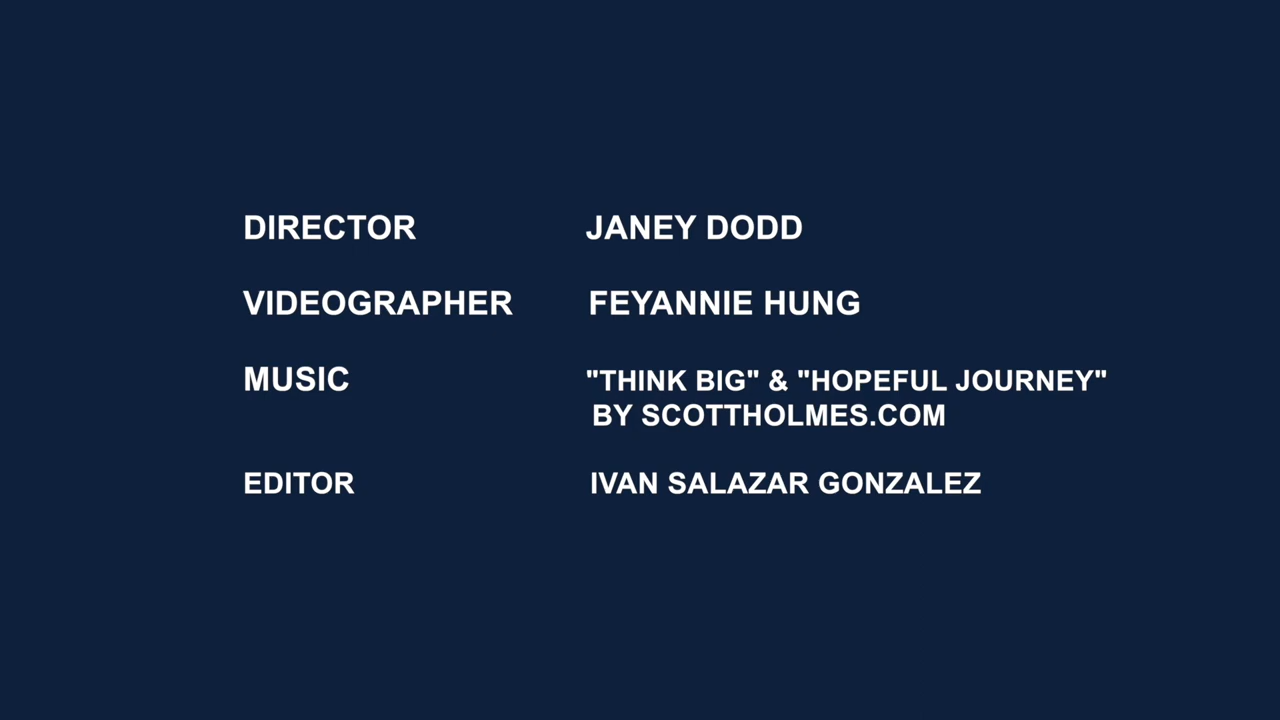 DIRECTOR JANEY DODD
VIDEOGRAPHER FEYANNIE HUNG
MUSIC "THINK BIG" & "HOPEFUL JOURNEY"
BY SCOTTHOLMES.COM
EDITOR IVAN SALAZAR GONZALEZ